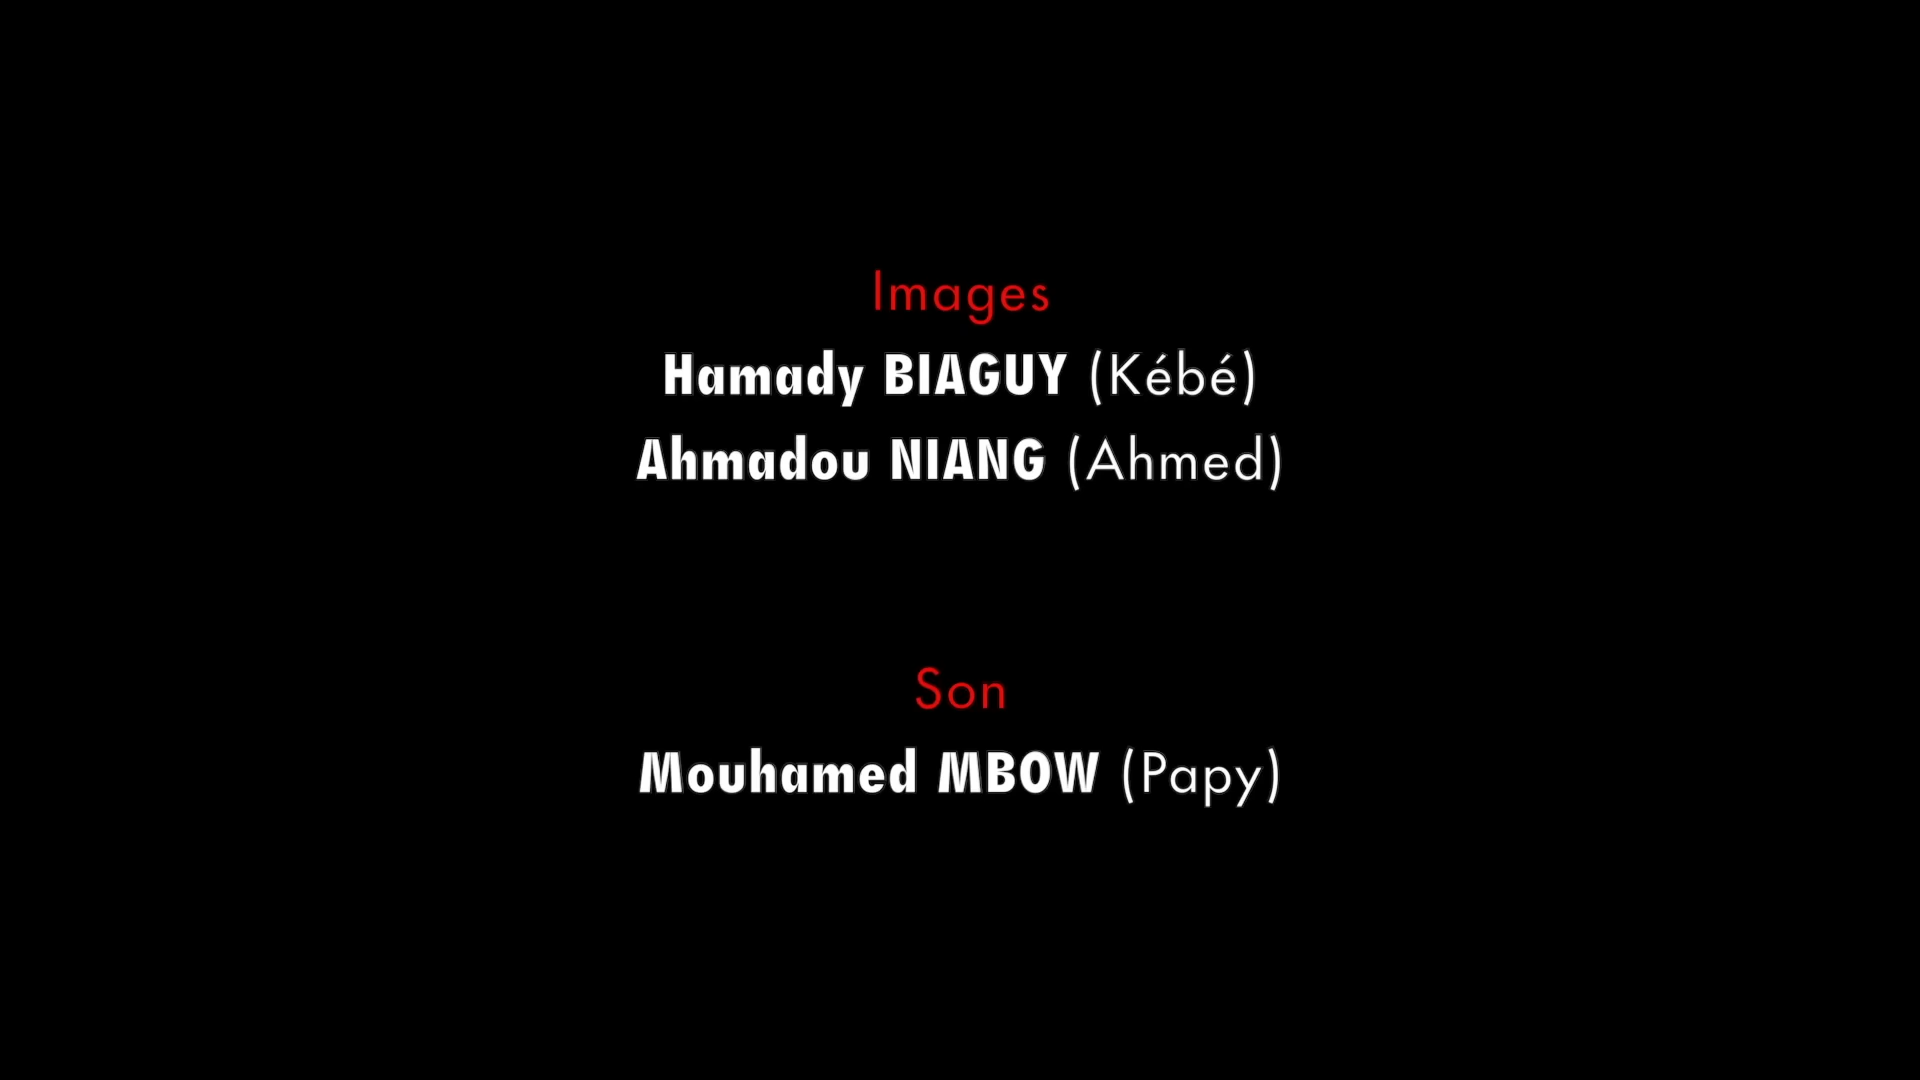 Images
Hamady BIAGUY (Kébé)
Ahmadou NIANG (Ahmed)
Son
Mouhamed MBOW (Papy)